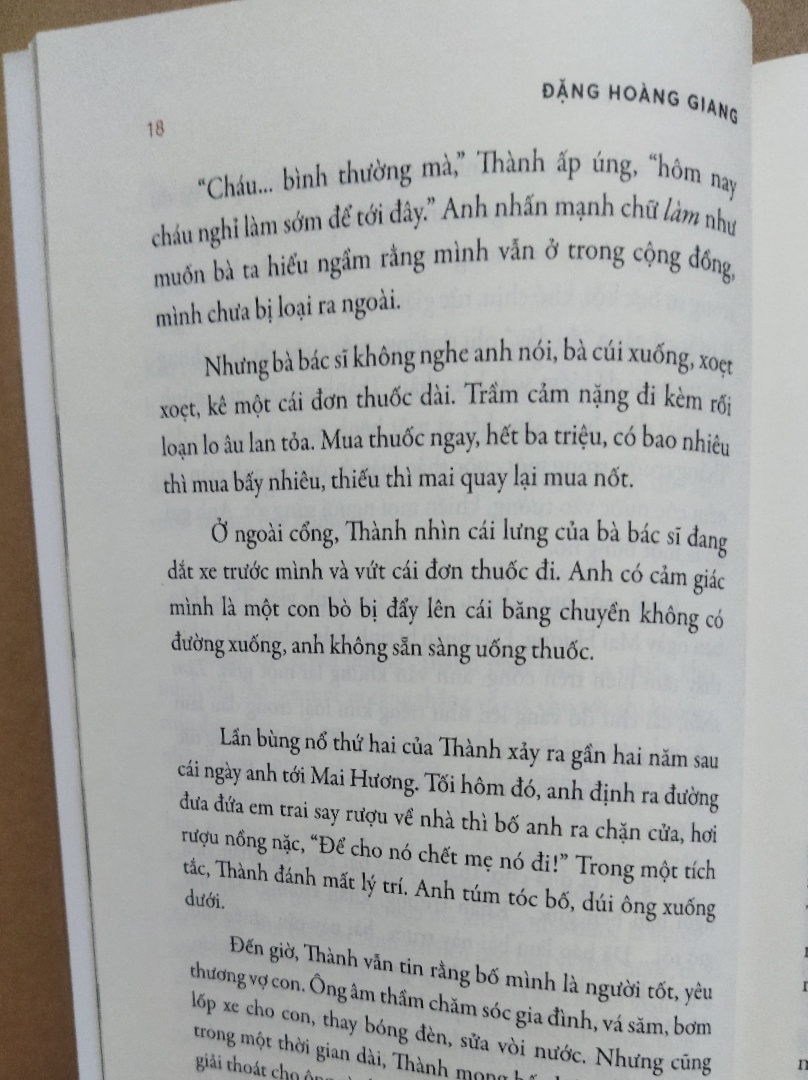 ĐẶNG HOÀNG GIANG
18
“Cháu... bình thường mà,” Thành ấp úng, “hôm nay
cháu nghỉ làm sớm để tới đây.” Anh nhấn mạnh chữ làm như
muốn bà ta hiểu ngầm rằng mình vẫn ở trong cộng đồng,
mình chưa bị loại ra ngoài.
Nhưng bà bác sĩ không nghe anh nói, bà cúi xuống, xoẹt
xoẹt, kê một cái đơn thuốc dài. Trầm cảm nặng đi kèm rối
loạn lo âu lan tỏa. Mua thuốc ngay, hết ba triệu, có bao nhiêu
thì mua bấy nhiêu, thiếu thì mai quay lại mua nốt.
Ở ngoài cổng, Thành nhìn cái lưng của bà bác sĩ đang
dắt xe trước mình và vứt cái đơn thuốc đi. Anh có cảm giác
mình là một con bò bị đẩy lên cái băng chuyền không có
đường xuống, anh không sẵn sàng uống thuốc.
Lần bùng nổ thứ hai của Thành xảy ra gần hai năm sau
cái ngày anh tới Mai Hương. Tối hôm đó, anh định ra đường
đưa đứa em trai say rượu về nhà thì bố anh ra chặn cửa, hơi
rượu nồng nặc, “Để cho nó chết mẹ nó đi!” Trong một tích
tắc, Thành đánh mất lý trí. Anh túm tóc bố, dúi ông xuống
dưới.
Đến giờ, Thành vẫn tin rằng bố mình là người tốt, yêu
thương vợ con. Ông âm thầm chăm sóc gia đình, vá săm, bơm
lốp xe cho con, thay bóng đèn, sửa vòi nước. Nhưng cũng
trong một thời gian dài, Thành mong bố
giải thoát cho ông